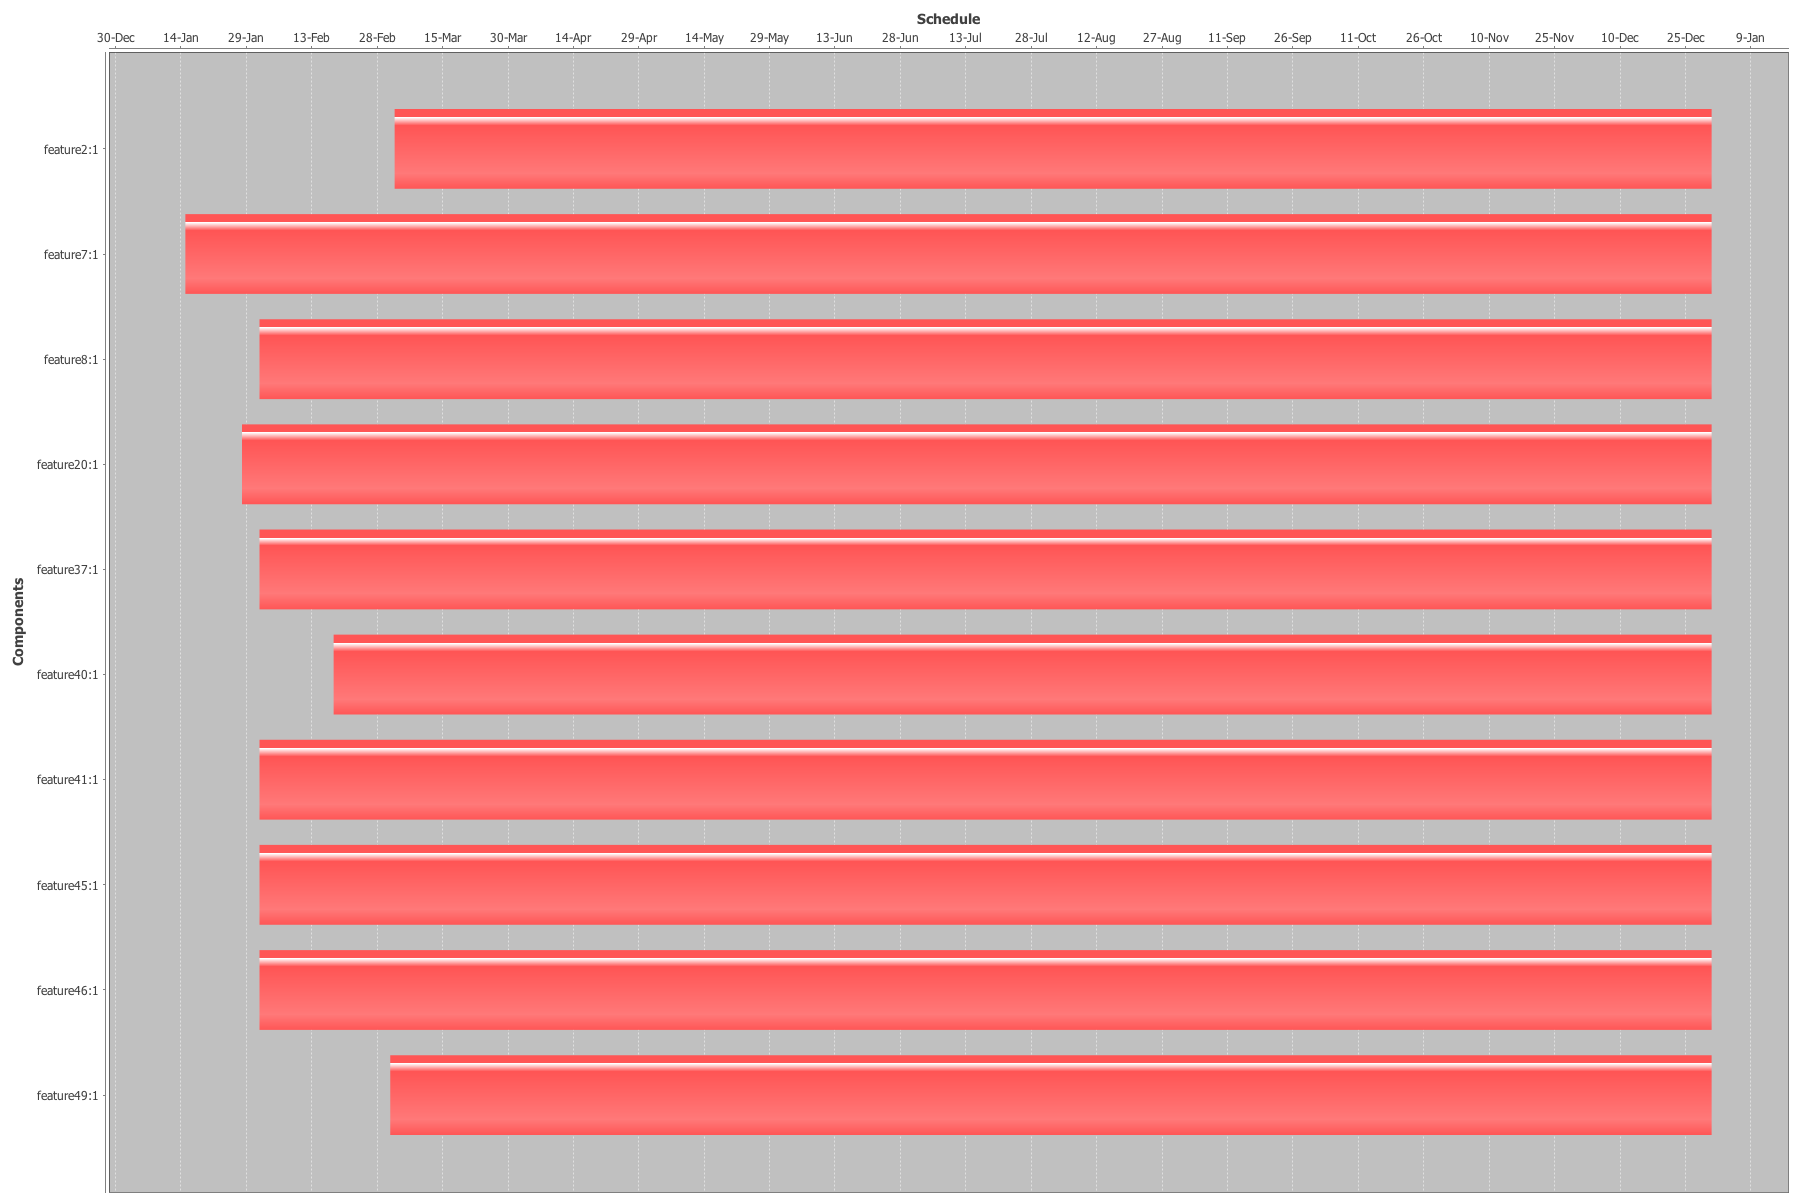 Schedule
30-Dec 14-Jan 29-Jan 13-Feb 28-Feb 15-Mar 30-Mar 14-Apr 29-Apr 14-May 29-May 13-Jun 28-Jun 13-Jul 28-Jul 12-Aug 27-Aug 11-Sep 26-Sep 11-Oct 26-Oct 10-Nov 25-Nov 10-Dec 25-Dec 9-Jan
Components
feature2:1
feature7:1
feature8:1
feature20:1
feature37:1
feature40:1
feature41:1
feature45:1
feature46:1
feature49:1